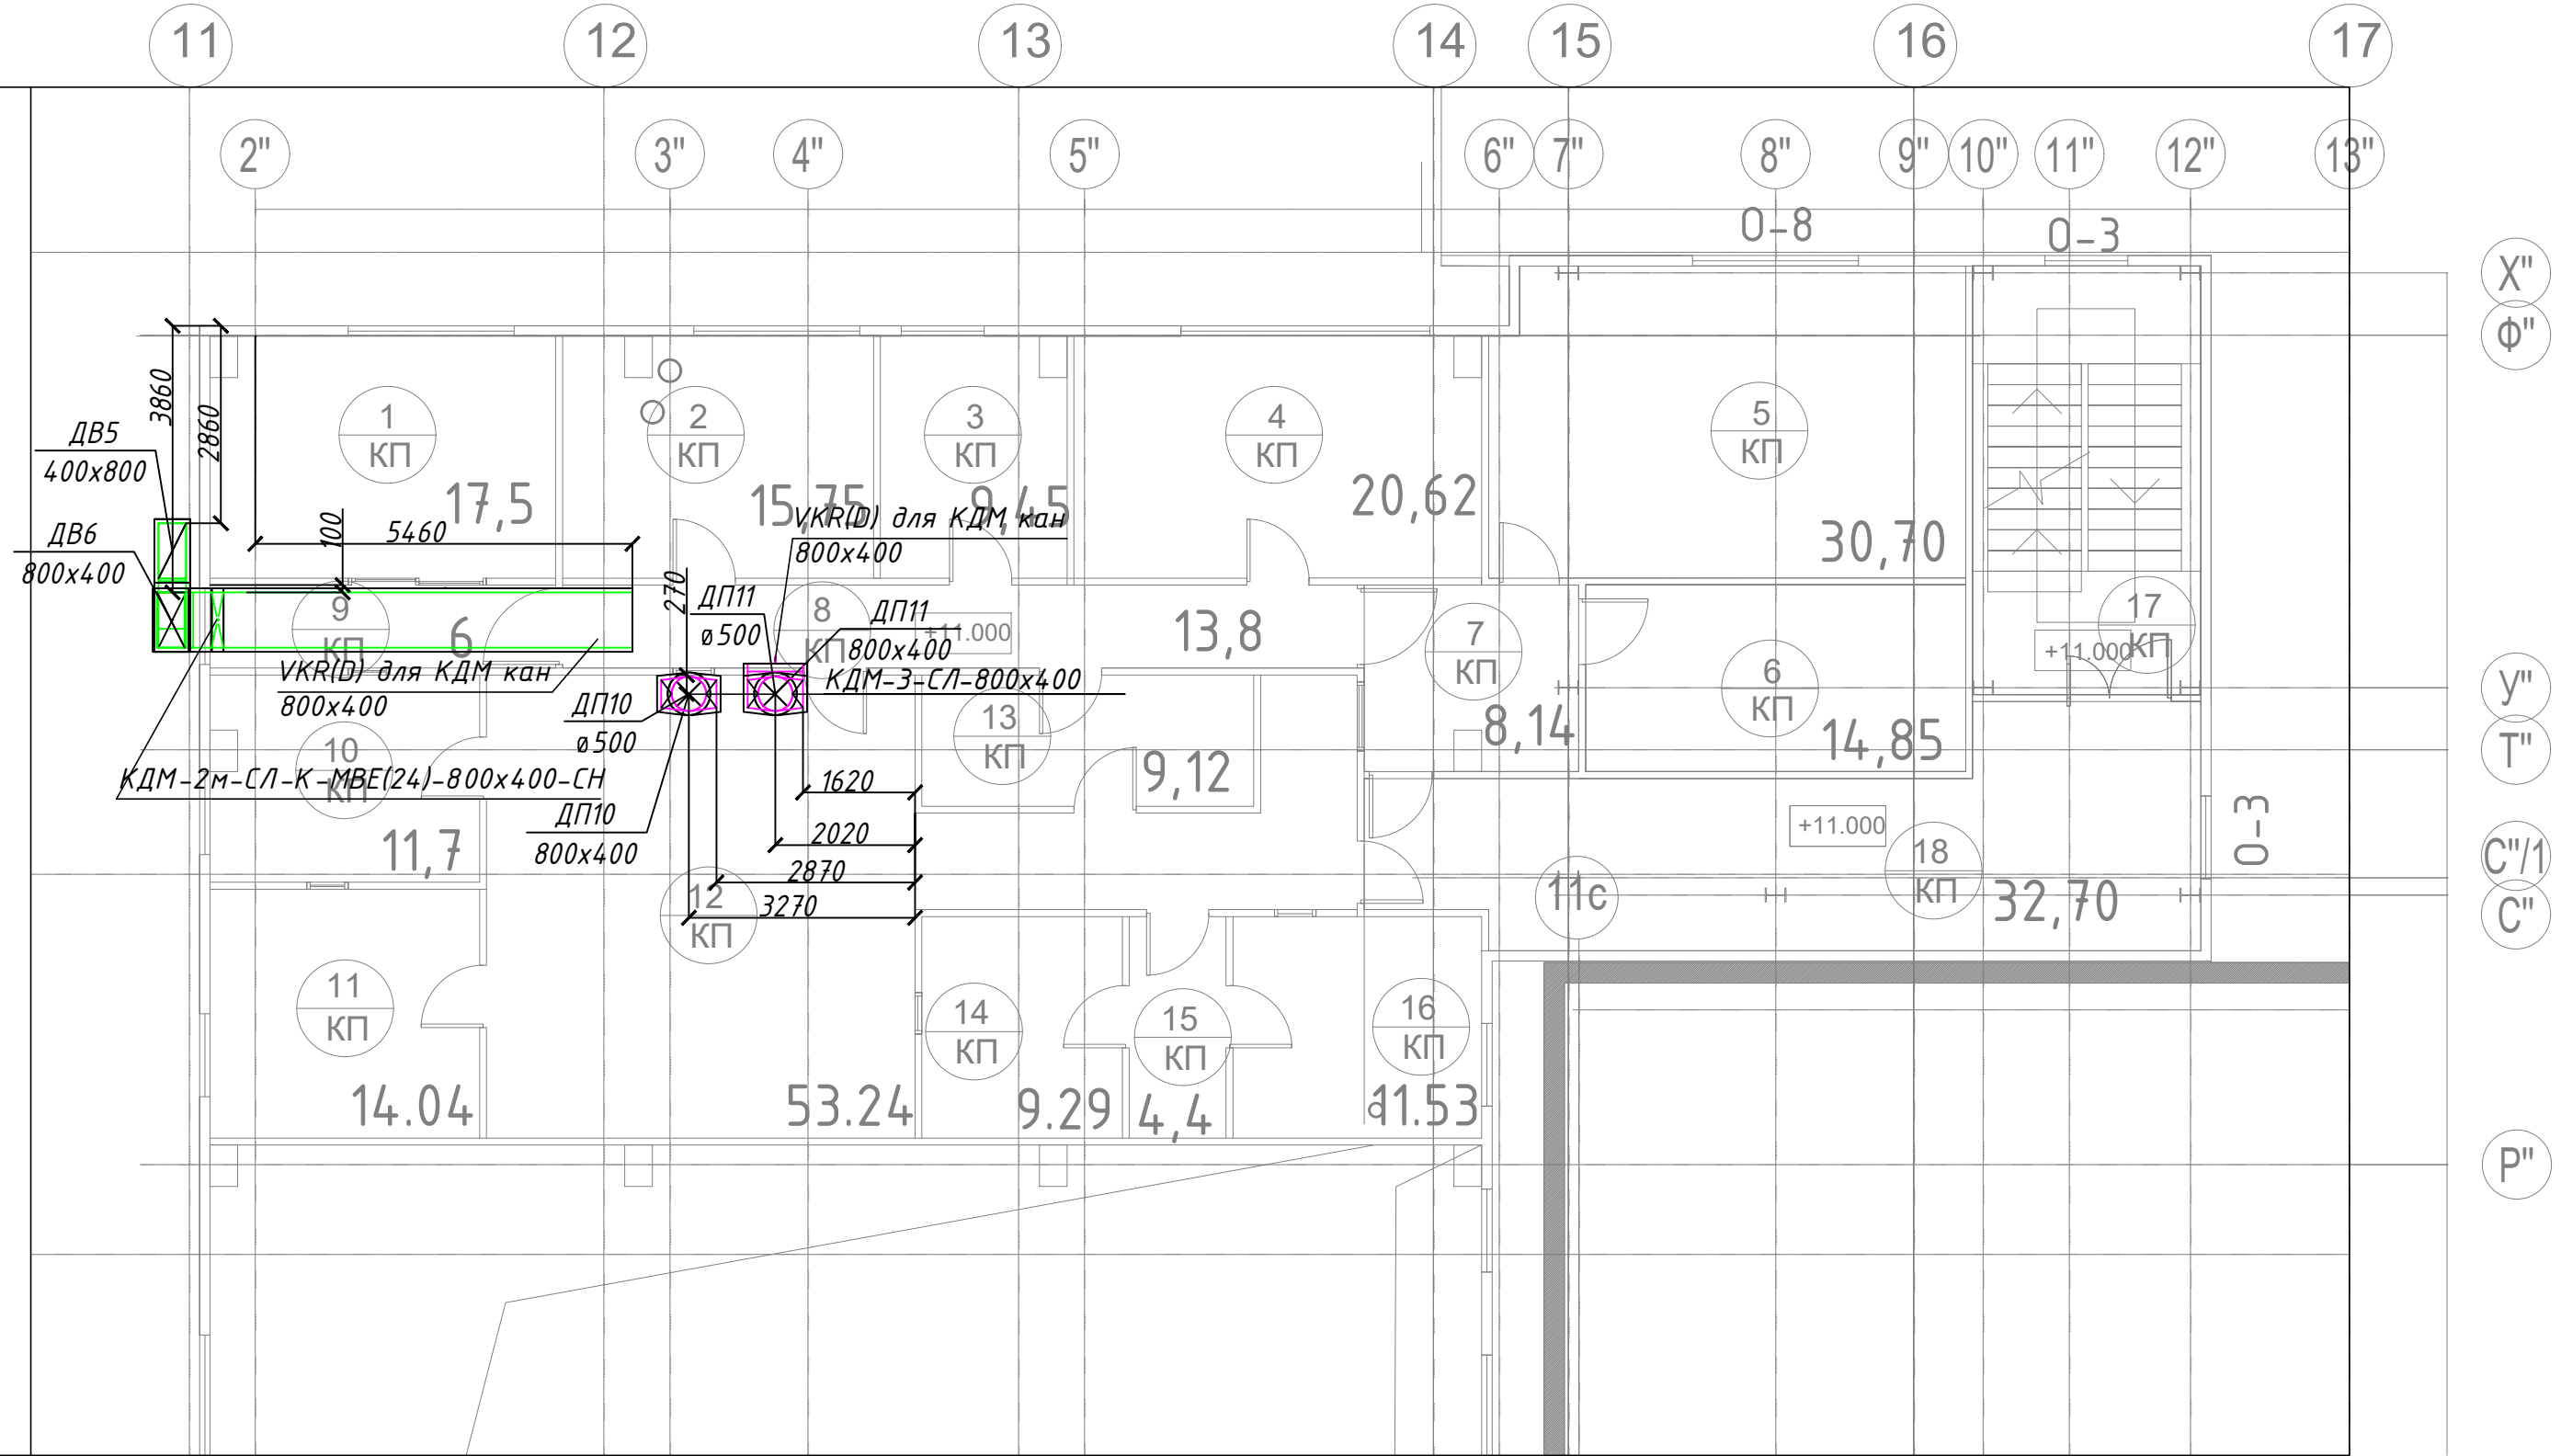 11 12 13 14 15 16 17
2" 3" 4" 5" 6" 7" 8" 9" 10" 11" 12" 13"
О-8
О-3
Х"
Ф"
3860
2860
ДВ5
400х800
ДВ6
800х400
1
КП
17,5
2
КП
15,75
3
КП
9,45
4
КП
20,62
5
КП
30,70
100
5460
VKR(D) для КДМ кан
800х400
270
ДП11
ø500
ДП11
800х400
КДМ-3-СЛ-800х400
9
КП
6
8
КП
+11.000
13,8
7
КП
8,14
6
КП
14,85
17
КП
+11.000
У"
Т"
VKR(D) для КДМ кан
800х400
ДП10
ø500
10
КП
11,7
КДМ-2м-СЛ-К-МВЕ(24)-800х400-СН
ДП10
800х400
13
КП
9,12
1620
2020
2870
3270
12
КП
53.24
+11.000
18
КП
32,70
О-3
11с
С"/1
С"
11
КП
14.04
14
КП
9.29
15
КП
4,4
16
КП
11.53
Р"